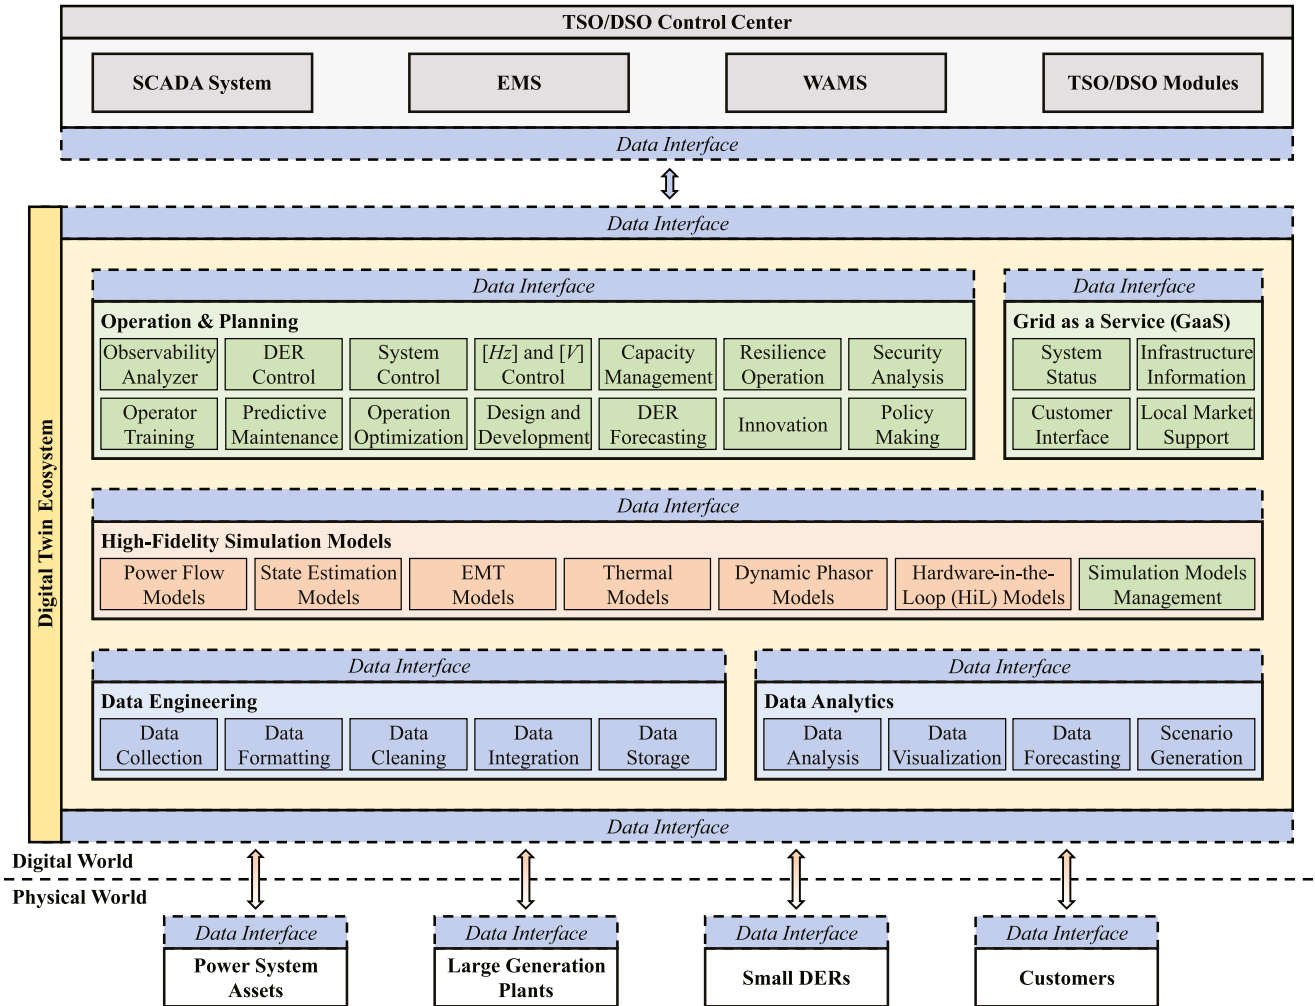 TSO/DSO Control Center
SCADA System
EMS
WAMS
TSO/DSO Modules
Data Interface
Data Interface
Digital Twin Ecosystem
Data Interface
Operation & Planning
Observability
Analyzer
DER
Control
System
Control
[Hz] and [V]
Control
Capacity
Management
Resilience
Operation
Security
Analysis
Operator
Training
Predictive
Maintenance
Operation
Optimization
Design and
Development
DER
Forecasting
Innovation
Policy
Making
Data Interface
Grid as a Service (GaaS)
System
Status
Infrastructure
Information
Customer
Interface
Local Market
Support
Data Interface
High-Fidelity Simulation Models
Power Flow
Models
State Estimation
Models
EMT
Models
Thermal
Models
Dynamic Phasor
Models
Hardware-in-the-
Loop (HiL) Models
Simulation Models
Management
Data Interface
Data Engineering
Data
Collection
Data
Formatting
Data
Cleaning
Data
Integration
Data
Storage
Data Interface
Data Analytics
Data
Analysis
Data
Visualization
Data
Forecasting
Scenario
Generation
Data Interface
Digital World
Physical World
Data Interface
Power System
Assets
Data Interface
Large Generation
Plants
Data Interface
Small DERs
Data Interface
Customers